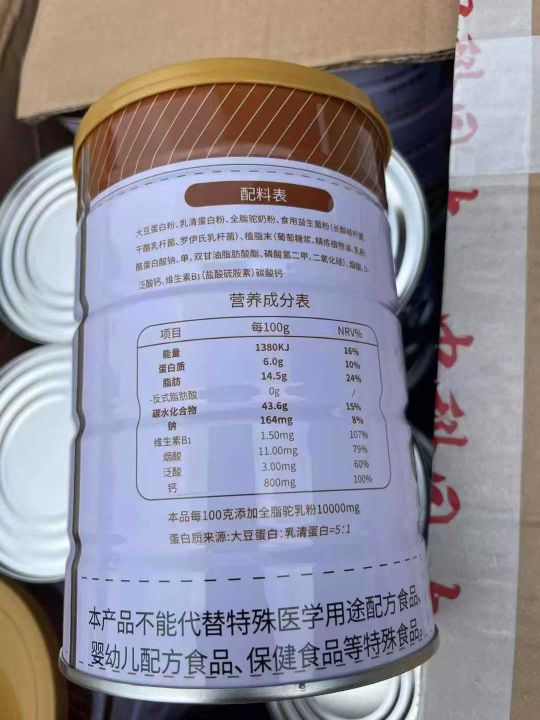 配料表
大豆蛋白粉、乳清蛋白粉、全脂驼奶粉、食用益生菌粉(长双歧杆菌、
干酪乳杆菌、罗伊氏乳杆菌)、植脂末(葡萄糖浆、精炼植物油、乳粉、
酪蛋白酸钠、单,双甘油脂肪酸酯、磷酸氢二甲、二氧化硅)、烟酸、D-
泛酸钙、维生素B1(盐酸硫胺素)碳酸钙
营养成分表
项目 每100g NRV%
能量 1380KJ 16%
蛋白质 6.0g 10%
脂肪 14.5g 24%
-反式脂肪酸 0g /
碳水化合物 43.6g 15%
钠 164mg 8%
维生素B1 1.50mg 107%
烟酸 11.00mg 79%
泛酸 3.00mg 60%
钙 800mg 100%
本品每100克添加全脂驼乳粉10000mg
蛋白质来源:大豆蛋白:乳清蛋白=5:1
本产品不能代替特殊医学用途配方食品、
婴幼儿配方食品、保健食品等特殊食品。